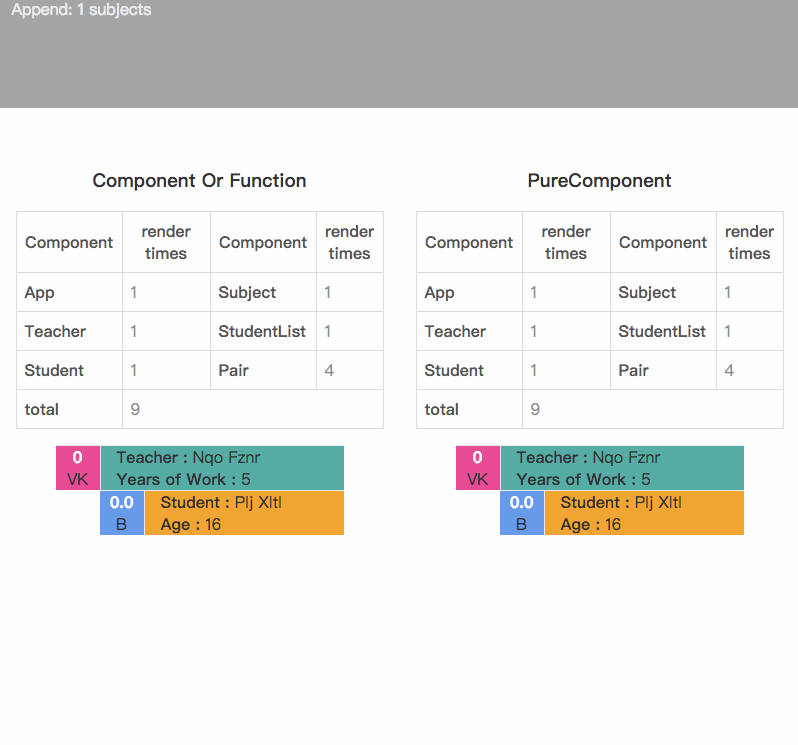 Append: 1 subjects
Component Or Function
Component render times Component render times
App 1 Subject 1
Teacher 1 StudentList 1
Student 1 Pair 4
total 9
0 Teacher : Nqo Fznr
VK Years of Work : 5
0.0 Student : Plj Xltl
B Age : 16
PureComponent
Component render times Component render times
App 1 Subject 1
Teacher 1 StudentList 1
Student 1 Pair 4
total 9
0 Teacher : Nqo Fznr
VK Years of Work : 5
0.0 Student : Plj Xltl
B Age : 16